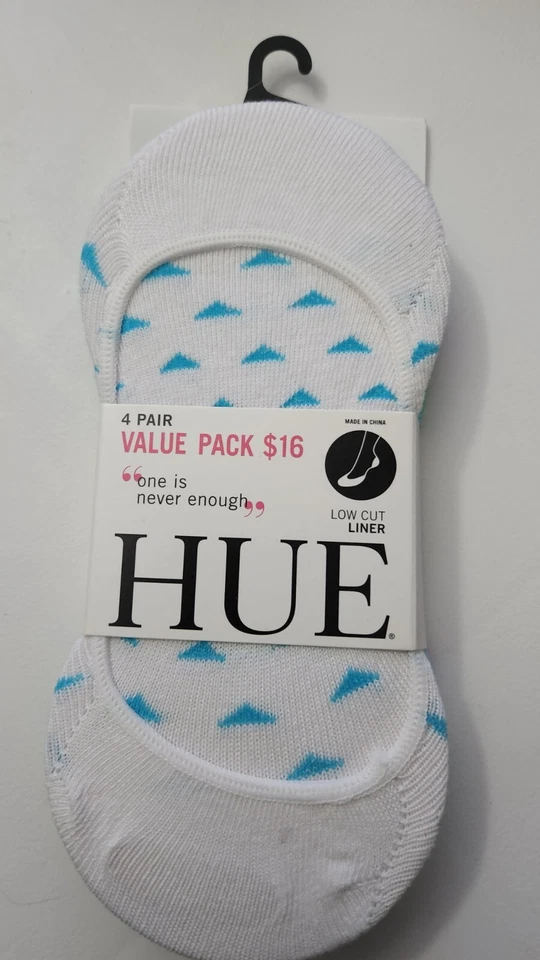 4 PAIR
VALUE PACK $16
“one is
never enough”
MADE IN CHINA
LOW CUT
LINER
HUE®